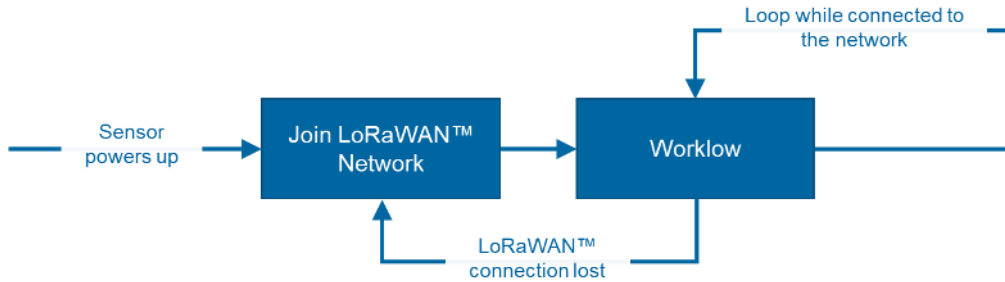 Loop while connected to
the network
Sensor
powers up
Join LoRaWAN™
Network
Worklow
LoRaWAN™
connection lost